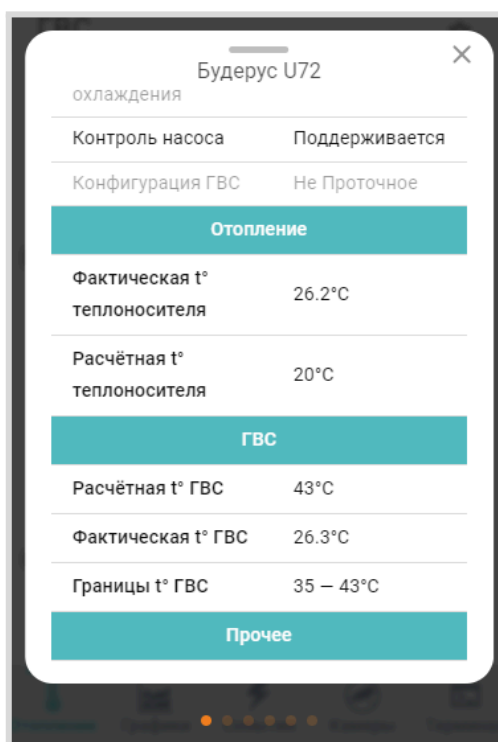 ГВС
Будерус U72
охлаждения
Контроль насоса Поддерживается
Конфигурация ГВС Не Проточное
Отопление
Фактическая t°
теплоносителя
26.2°C
Расчётная t°
теплоносителя
20°C
ГВС
Расчётная t° ГВС 43°C
Фактическая t° ГВС 26.3°C
Границы t° ГВС 35 — 43°C
Прочее